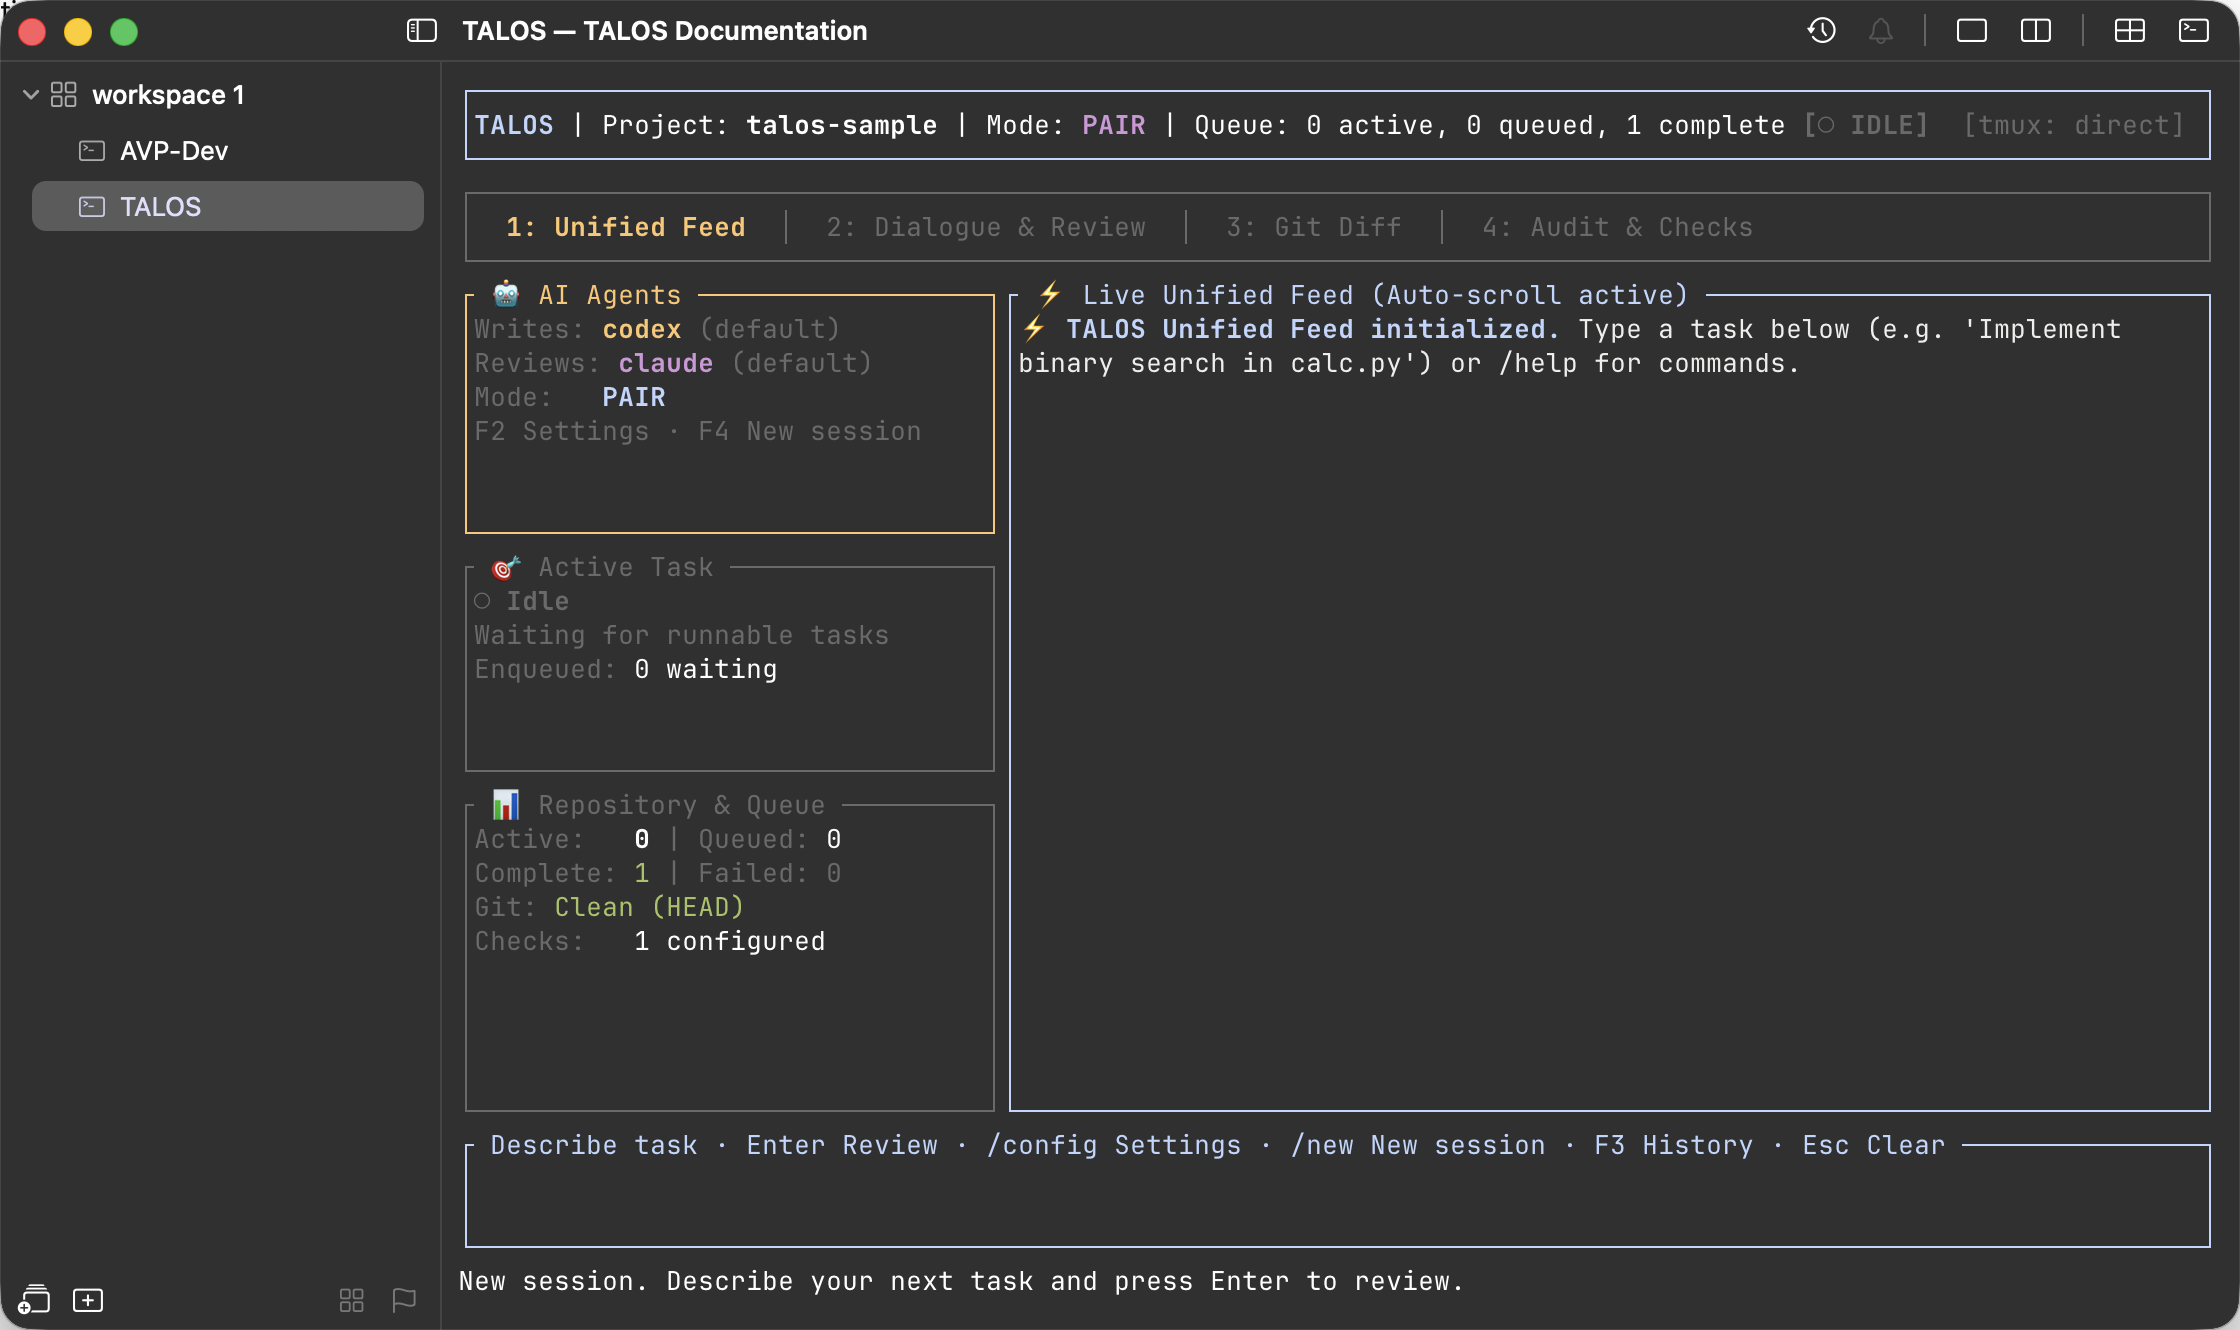 TALOS — TALOS Documentation
workspace 1
AVP-Dev
TALOS
TALOS | Project: talos-sample | Mode: PAIR | Queue: 0 active, 0 queued, 1 complete [○ IDLE] [tmux: direct]
1: Unified Feed │ 2: Dialogue & Review │ 3: Git Diff │ 4: Audit & Checks
🤖 AI Agents
Writes: codex (default)
Reviews: claude (default)
Mode: PAIR
F2 Settings · F4 New session
🎯 Active Task
○ Idle
Waiting for runnable tasks
Enqueued: 0 waiting
📊 Repository & Queue
Active: 0 | Queued: 0
Complete: 1 | Failed: 0
Git: Clean (HEAD)
Checks: 1 configured
⚡ Live Unified Feed (Auto-scroll active)
⚡ TALOS Unified Feed initialized. Type a task below (e.g. 'Implement
binary search in calc.py') or /help for commands.
Describe task · Enter Review · /config Settings · /new New session · F3 History · Esc Clear
New session. Describe your next task and press Enter to review.